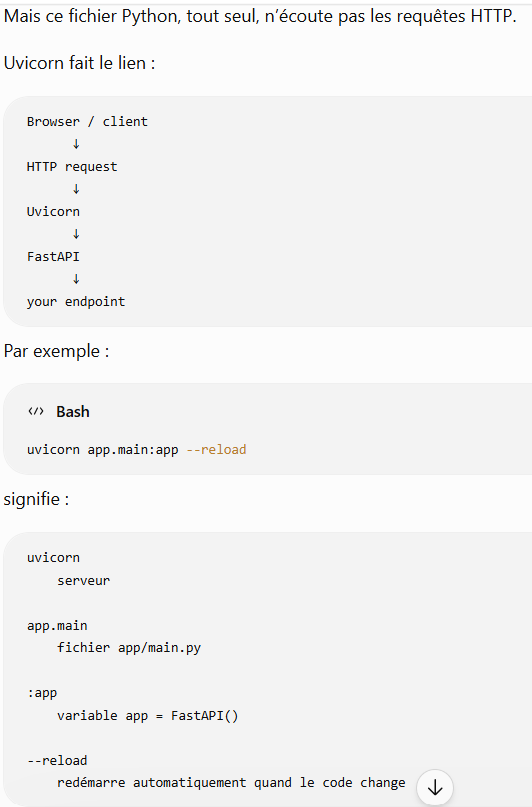 Mais ce fichier Python, tout seul, n’écoute pas les requêtes HTTP.
Uvicorn fait le lien :
Browser / client
↓
HTTP request
↓
Uvicorn
↓
FastAPI
↓
your endpoint
Par exemple :
</> Bash
uvicorn app.main:app --reload
signifie :
uvicorn
serveur
app.main
fichier app/main.py
:app
variable app = FastAPI()
--reload
redémarre automatiquement quand le code change